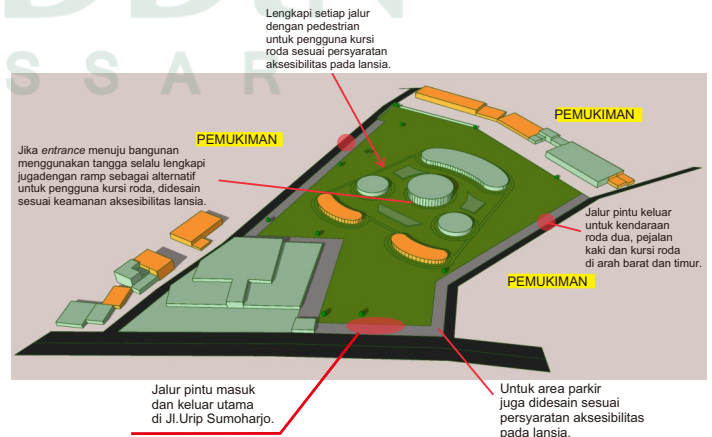 S S A R
Lengkapi setiap jalur
dengan pedestrian
untuk pengguna kursi
roda sesuai persyaratan
aksesibilitas pada lansia.
PEMUKIMAN
PEMUKIMAN
Jika entrance menuju bangunan
menggunakan tangga selalu lengkapi
jugadengan ramp sebagai alternatif
untuk pengguna kursi roda, didesain
sesuai keamanan aksesibilitas lansia.
Jalur pintu keluar
untuk kendaraan
roda dua, pejalan
kaki dan kursi roda
di arah barat dan timur.
PEMUKIMAN
Jalur pintu masuk
dan keluar utama
di Jl.Urip Sumoharjo.
Untuk area parkir
juga didesain sesuai
persyaratan aksesibilitas
pada lansia.